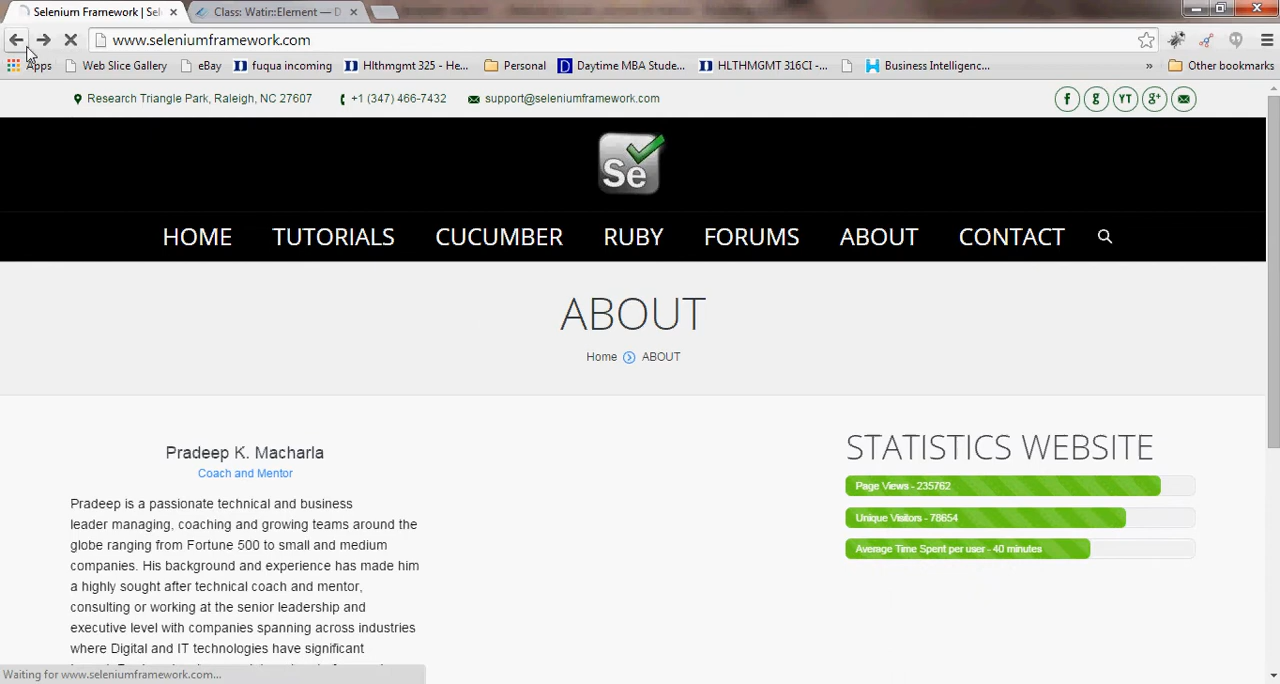 Selenium Framework | Sel
Class: Watir::Element — D
www.seleniumframework.com
Apps
Web Slice Gallery
eBay
fuqua incoming
Hlthmgmt 325 - He...
Personal
Daytime MBA Stude...
HLTHMGMT 316CI -...
Business Intelligenc...
»
Other bookmarks
Research Triangle Park, Raleigh, NC 27607
+1 (347) 466-7432
support@seleniumframework.com
f
g
YT
g+
Se
HOME
TUTORIALS
CUCUMBER
RUBY
FORUMS
ABOUT
CONTACT
ABOUT
Home
ABOUT
Pradeep K. Macharla
Coach and Mentor
Pradeep is a passionate technical and business
leader managing, coaching and growing teams around the
globe ranging from Fortune 500 to small and medium
companies. His background and experience has made him
a highly sought after technical coach and mentor,
consulting or working at the senior leadership and
executive level with companies spanning across industries
where Digital and IT technologies have significant
STATISTICS WEBSITE
Page Views - 235762
Unique Visitors - 78654
Average Time Spent per user - 40 minutes
Waiting for www.seleniumframework.com...